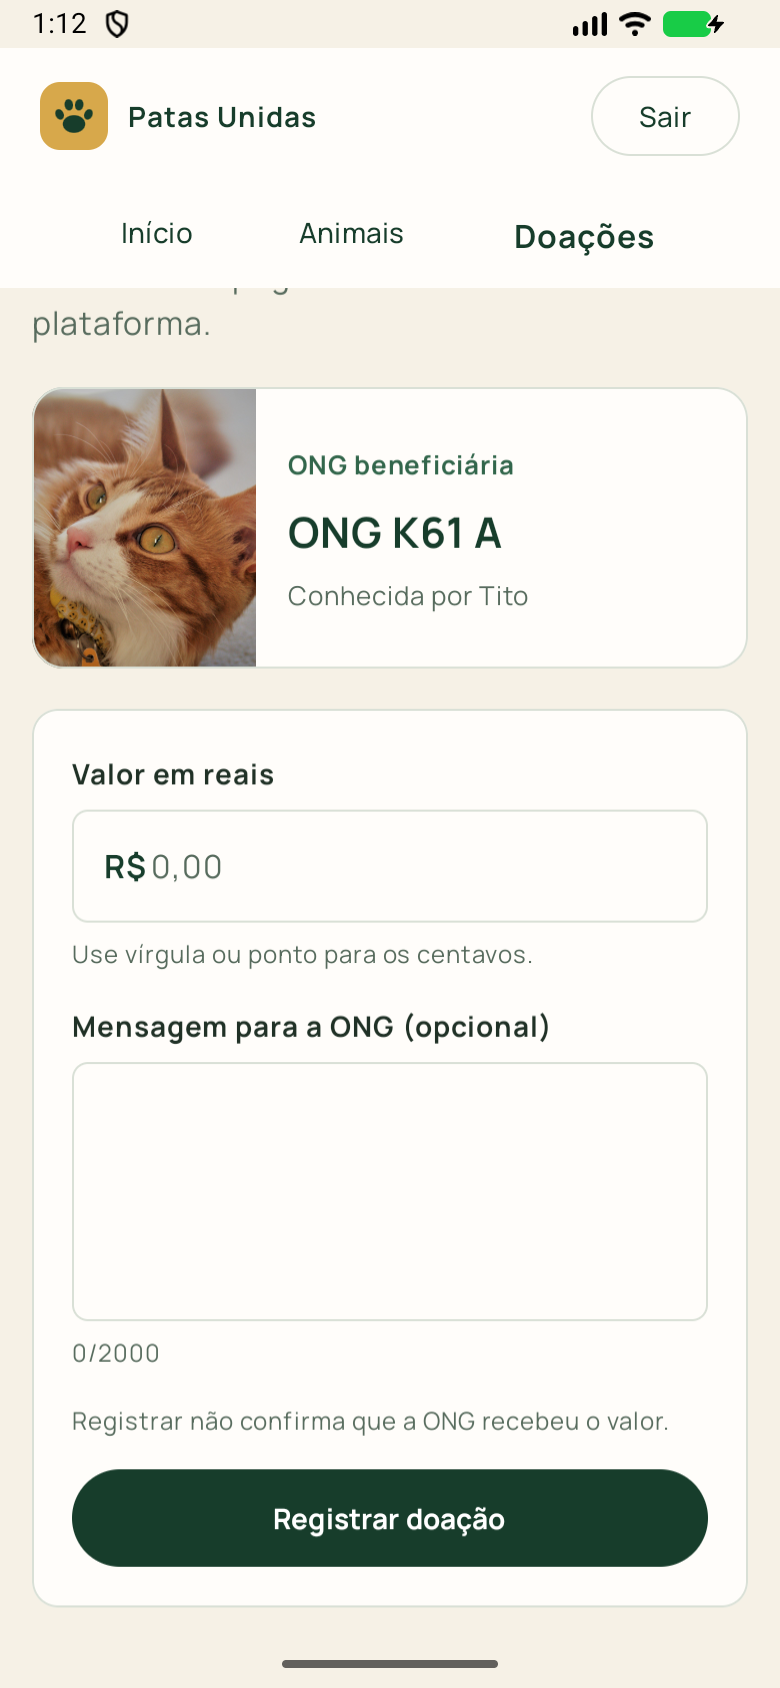 1:12
Patas Unidas
Sair
Início
Animais
Doações
plataforma.
ONG beneficiária
ONG K61 A
Conhecida por Tito
Valor em reais
R$ 0,00
Use vírgula ou ponto para os centavos.
Mensagem para a ONG (opcional)
0/2000
Registrar não confirma que a ONG recebeu o valor.
Registrar doação